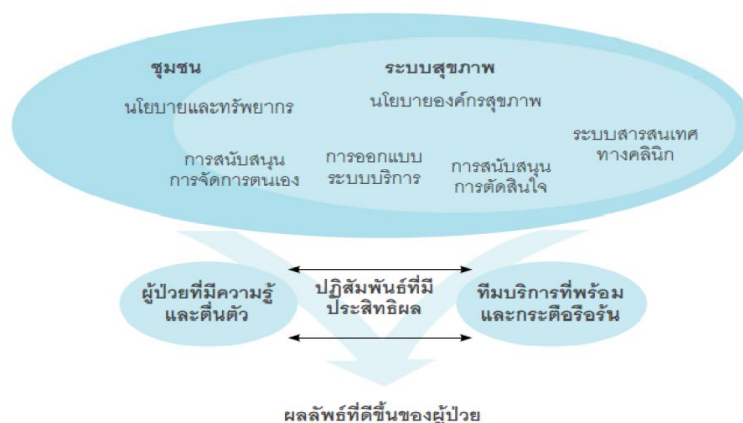 ชุมชน
ระบบสุขภาพ
นโยบายและทรัพยากร
นโยบายองค์กรสุขภาพ
การสนับสนุน
การจัดการตนเอง
การออกแบบ
ระบบบริการ
การสนับสนุน
การตัดสินใจ
ระบบสารสนเทศ
ทางคลินิก
ผู้ป่วยที่มีความรู้
และตื่นตัว
ปฏิสัมพันธ์ที่มี
ประสิทธิผล
ทีมบริการที่พร้อม
และกระตือรือร้น
ผลลัพธ์ที่ดีขึ้นของผู้ป่วย